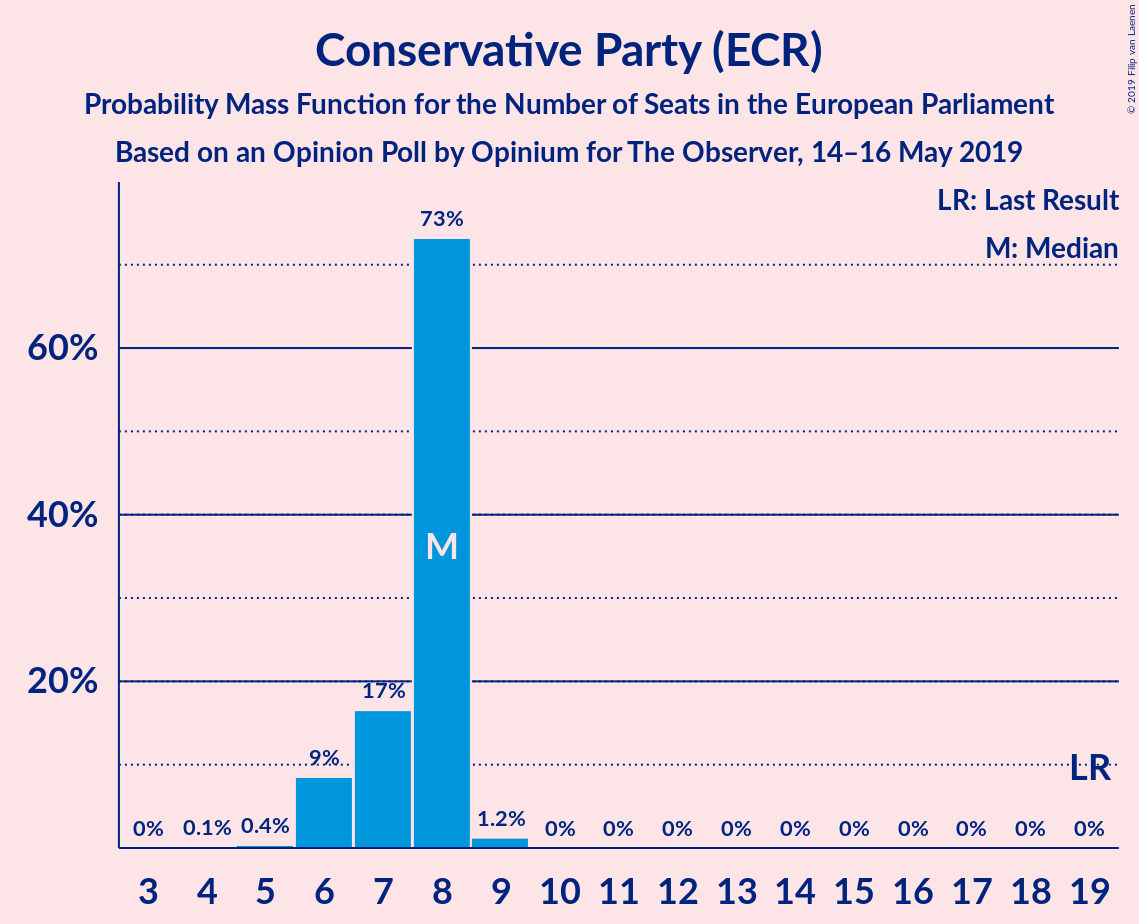 Conservative Party (ECR)
Probability Mass Function for the Number of Seats in the European Parliament
Based on an Opinion Poll by Opinium for The Observer, 14–16 May 2019
© 2019 Filip van Laenen
LR: Last Result
M: Median
73%
60%
40%
M
20%
17%
9%
LR
0% 0.1% 0.4% 1.2% 0% 0% 0% 0% 0% 0% 0% 0% 0% 0%
3 4 5 6 7 8 9 10 11 12 13 14 15 16 17 18 19